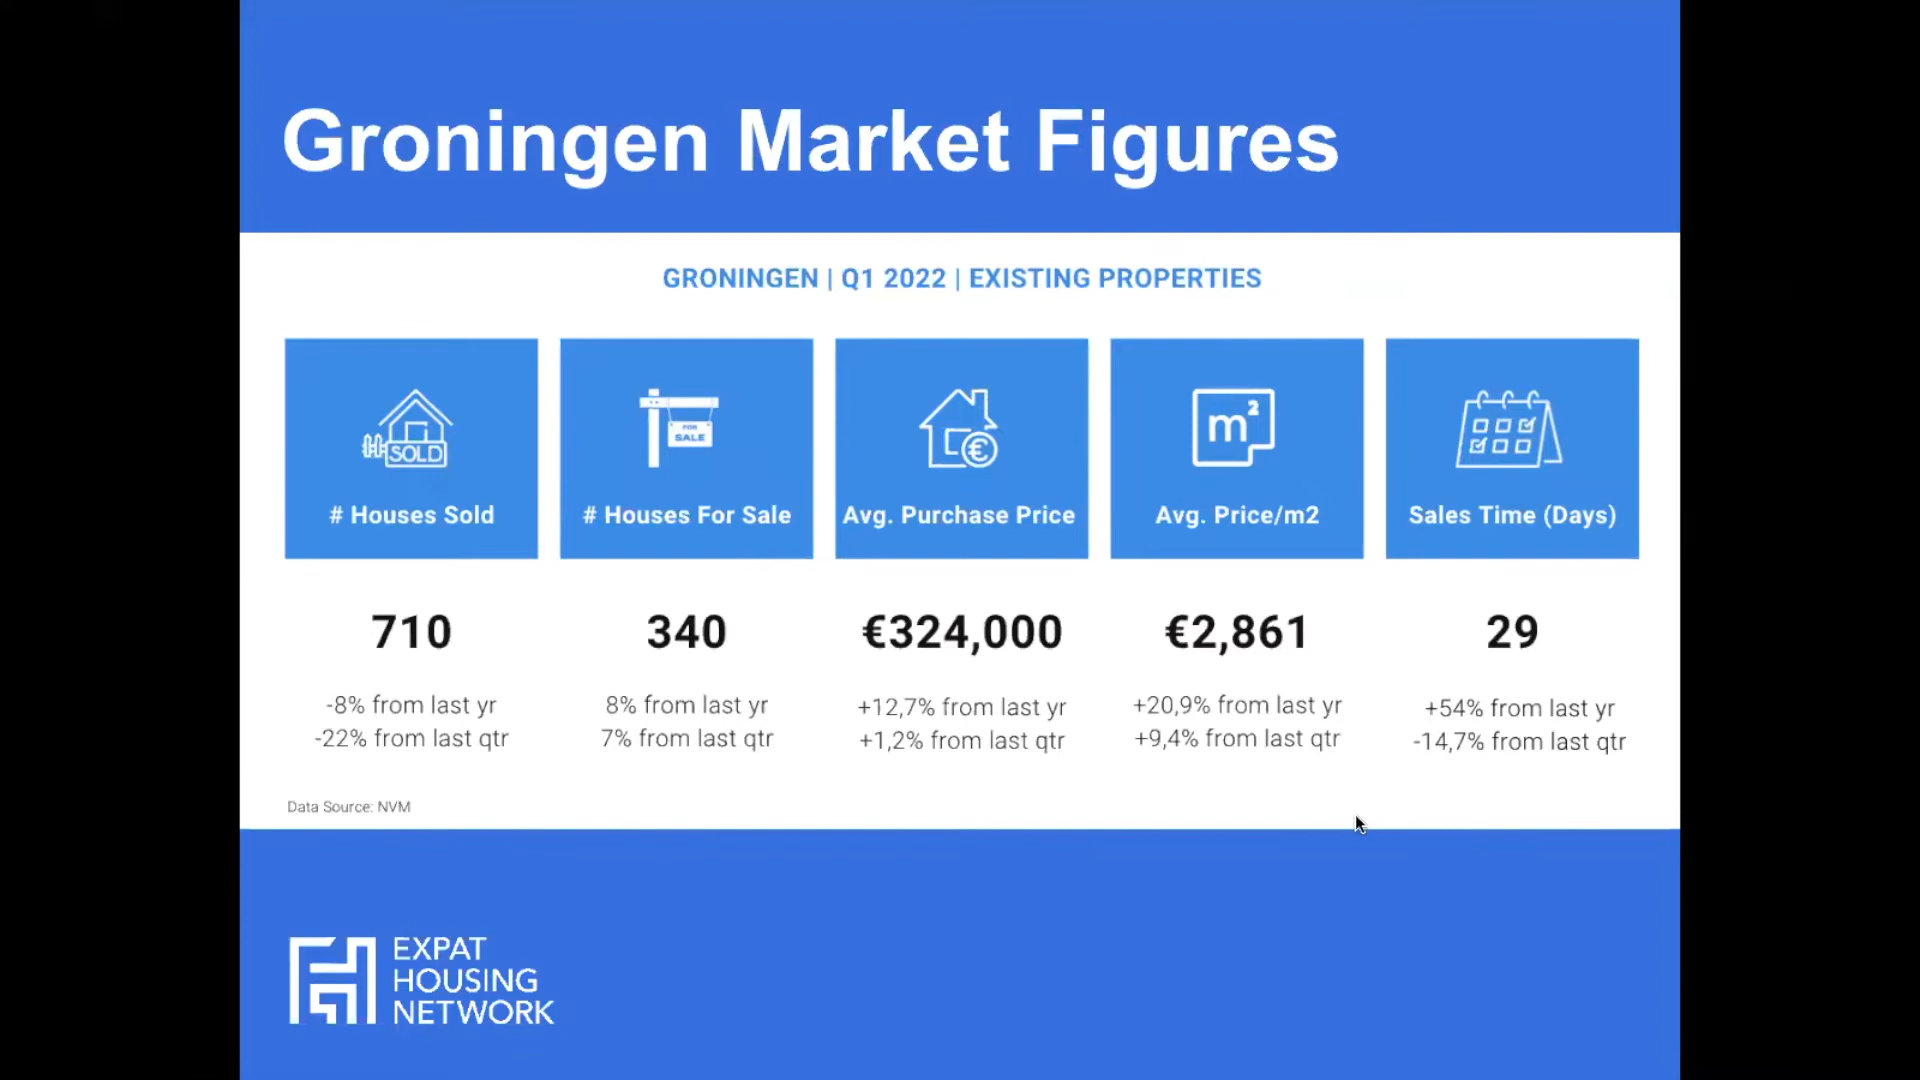 Groningen Market Figures
GRONINGEN | Q1 2022 | EXISTING PROPERTIES
SOLD
FOR
SALE
€
m²
# Houses Sold
# Houses For Sale
Avg. Purchase Price
Avg. Price/m2
Sales Time (Days)
710
340
€324,000
€2,861
29
-8% from last yr
-22% from last qtr
8% from last yr
7% from last qtr
+12,7% from last yr
+1,2% from last qtr
+20,9% from last yr
+9,4% from last qtr
+54% from last yr
-14,7% from last qtr
Data Source: NVM
EXPAT
HOUSING
NETWORK